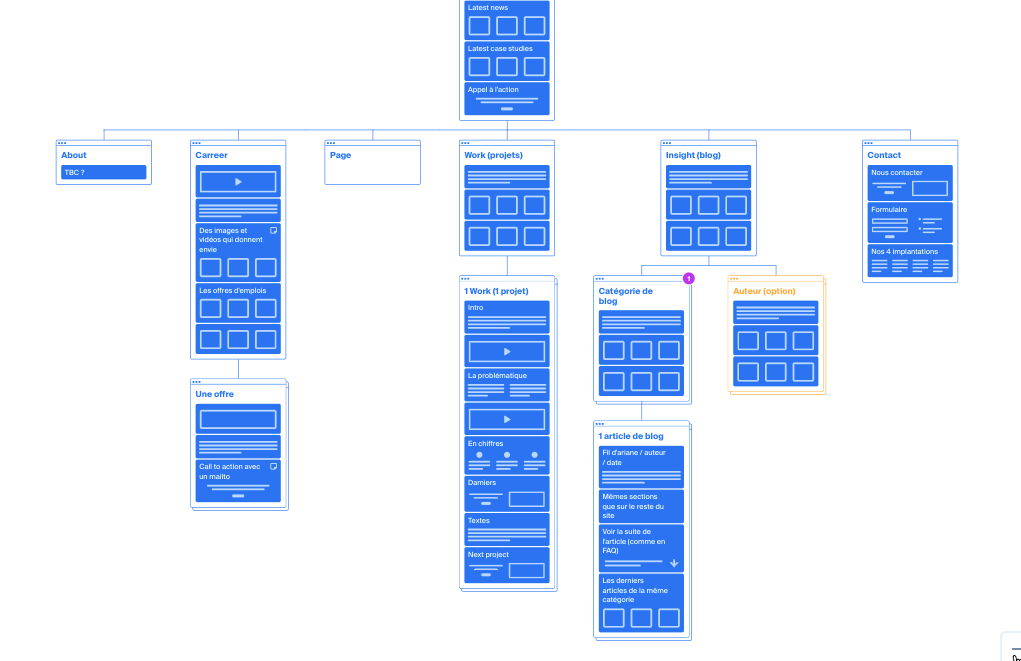 Latest news
Latest case studies
Appel à l'action
About
TBC ?
Carreer
Des images et
vidéos qui donnent
envie
Les offres d'emplois
Une offre
Call to action avec
un mailto
Page
Work (projets)
1 Work (1 projet)
Intro
La problématique
En chiffres
Damiers
Textes
Next project
Insight (blog)
1
Catégorie de
blog
1 article de blog
Fil d'ariane / auteur
/ date
Mêmes sections
que sur le reste du
site
Voir la suite de
l'article (comme en
FAQ)
Les derniers
articles de la même
catégorie
Auteur (option)
Contact
Nous contacter
Formulaire
Nos 4 implantations